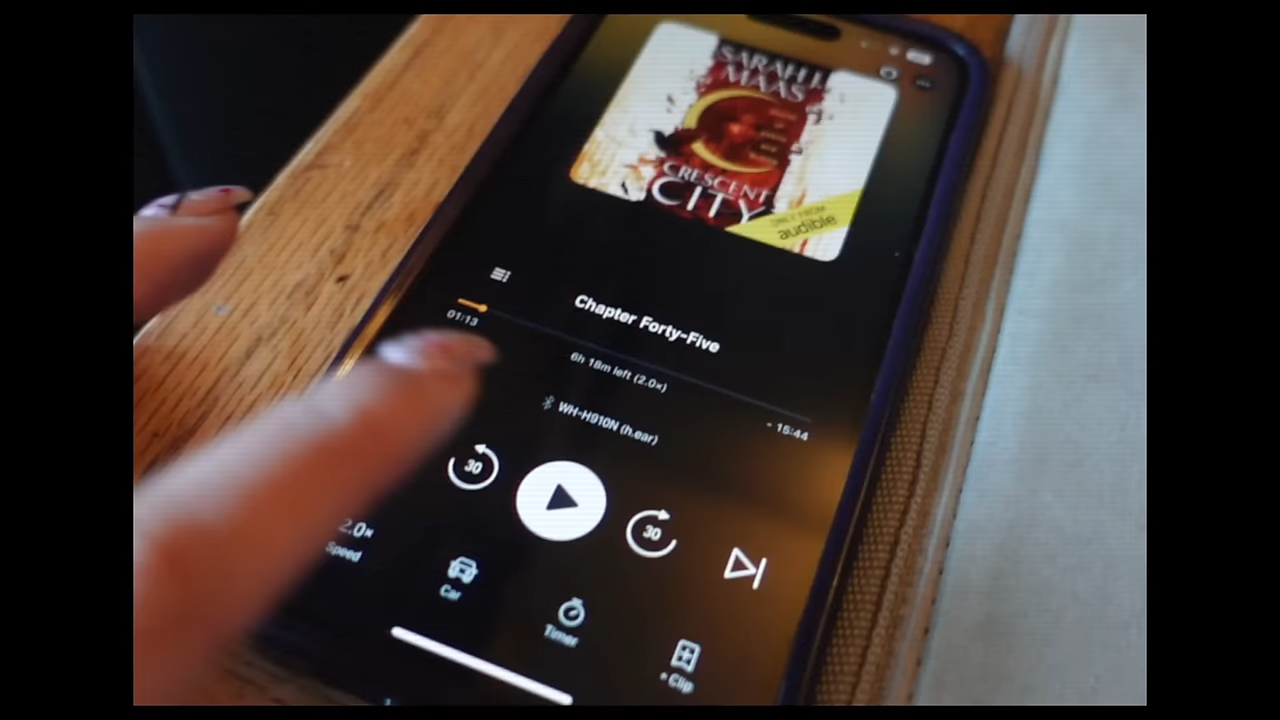 SARAH J.
MAAS
CRESCENT
CITY
ONLY FROM
audible
Chapter Forty-Five
01:13
6h 18m left (2.0×)
- 15:44
WH-H910N (h.ear)
30
30
2.0×
Speed
Car
Timer
+ Clip